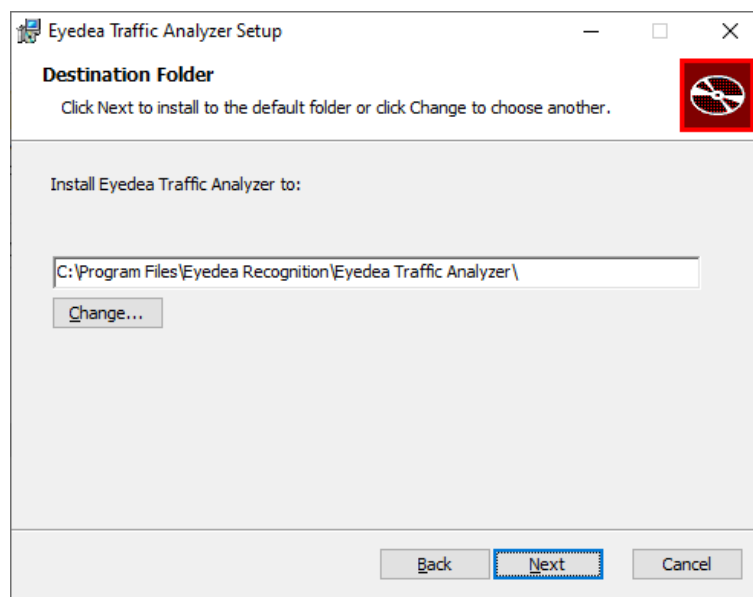 Eyedea Traffic Analyzer Setup
Destination Folder
Click Next to install to the default folder or click Change to choose another.
Install Eyedea Traffic Analyzer to:
C:\Program Files\Eyedea Recognition\Eyedea Traffic Analyzer\
Change...
Back Next Cancel